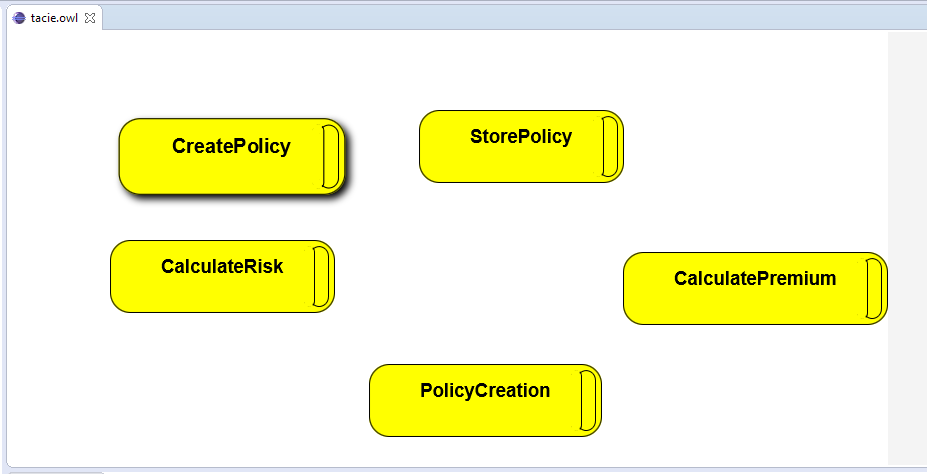 tacie.owl
CreatePolicy
StorePolicy
CalculateRisk
CalculatePremium
PolicyCreation